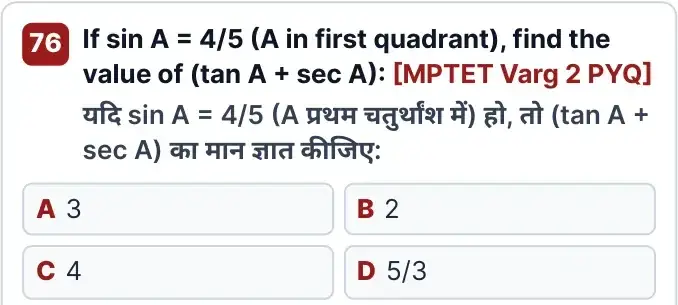 76 If sin A = 4/5 (A in first quadrant), find the
value of (tan A + sec A): [MPTET Varg 2 PYQ]
यदि sin A = 4/5 (A प्रथम चतुर्थांश में) हो, तो (tan A +
sec A) का मान ज्ञात कीजिए:
A 3
B 2
C 4
D 5/3